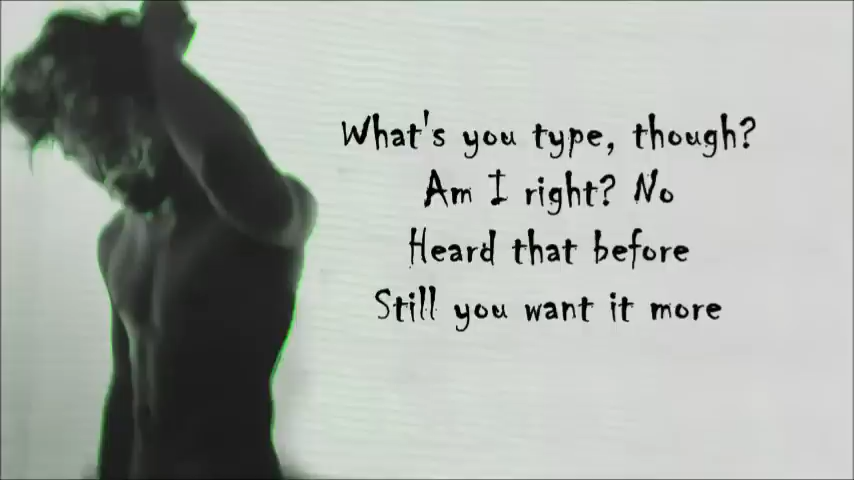 What's you type, though?
Am I right? No
Heard that before
Still you want it more